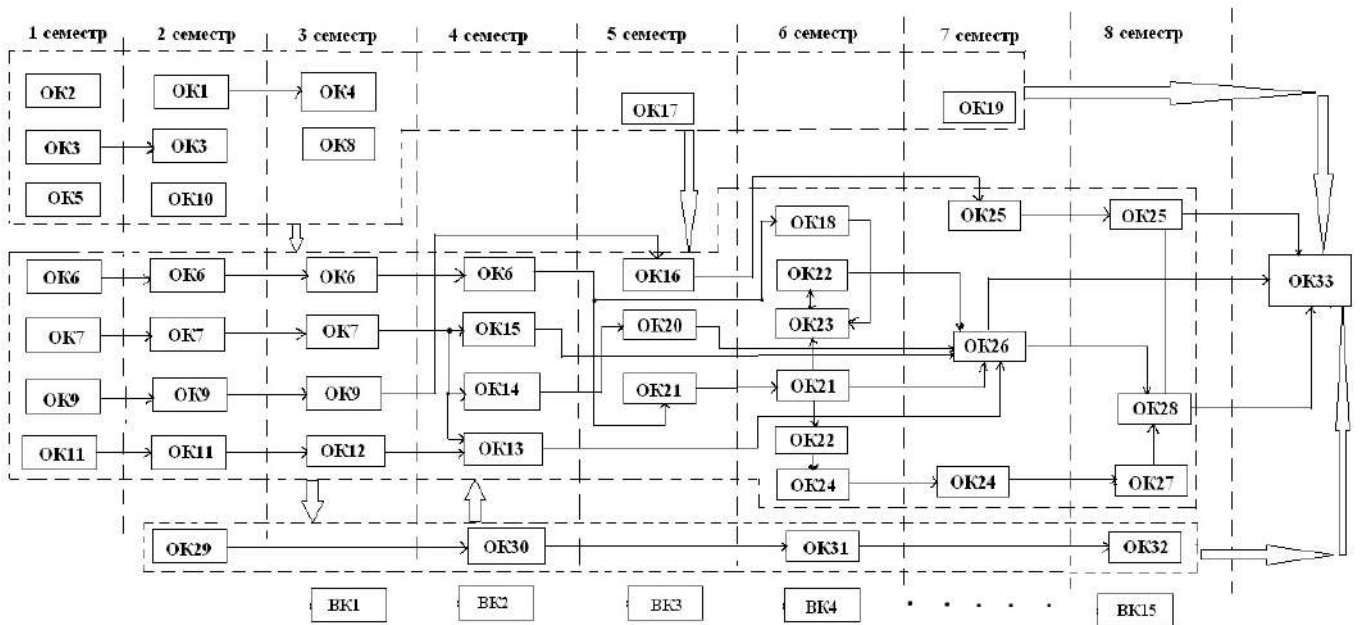 1 семестр 2 семестр 3 семестр 4 семестр 5 семестр 6 семестр 7 семестр 8 семестр
ОК2 ОК1 ОК4
ОК17 ОК19
ОК3 ОК3 ОК8
ОК5 ОК10
ОК25 ОК25
ОК18
ОК6 ОК6 ОК6 ОК6 ОК16 ОК22 ОК33
ОК7 ОК7 ОК7 ОК15 ОК20 ОК23
ОК26
ОК9 ОК9 ОК9 ОК14 ОК21 ОК21
ОК28
ОК11 ОК11 ОК12 ОК13 ОК22
ОК24 ОК24 ОК27
ОК29 ОК30 ОК31 ОК32
ВК1 ВК2 ВК3 ВК4 . . . . . ВК15